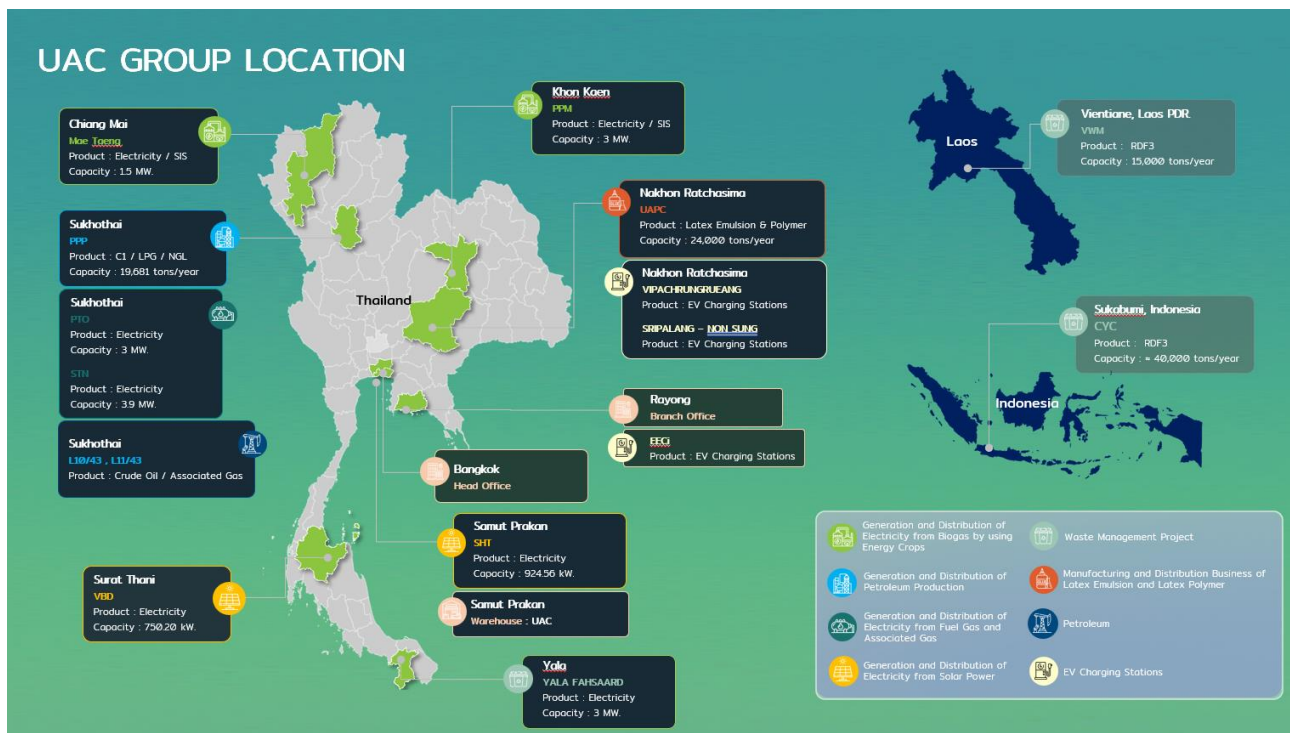 UAC GROUP LOCATION
Chiang Mai
Mae Taeng
Product : Electricity / SIS
Capacity : 1.5 MW.
Sukhothai
PPP
Product : C1 / LPG / NGL
Capacity : 19,681 tons/year
Sukhothai
PTO
Product : Electricity
Capacity : 3 MW.
STN
Product : Electricity
Capacity : 3.9 MW.
Sukhothai
L10/43 , L11/43
Product : Crude Oil / Associated Gas
Surat Thani
VBD
Product : Electricity
Capacity : 750.20 kW.
Thailand
Khon Kaen
PPM
Product : Electricity / SIS
Capacity : 3 MW.
Nakhon Ratchasima
UAPC
Product : Latex Emulsion & Polymer
Capacity : 24,000 tons/year
Nakhon Ratchasima
VIPACHRUNGRUEANG
Product : EV Charging Stations
SRIPALANG – NON SUNG
Product : EV Charging Stations
Rayong
Branch Office
EECi
Product : EV Charging Stations
Bangkok
Head Office
Samut Prakan
SHT
Product : Electricity
Capacity : 924.56 kW.
Samut Prakan
Warehouse : UAC
Yala
YALA FAHSAARD
Product : Electricity
Capacity : 3 MW.
Laos
Vientiane, Laos PDR.
VWM
Product : RDF3
Capacity : 15,000 tons/year
Indonesia
Sukabumi, Indonesia
CYC
Product : RDF3
Capacity : ≈ 40,000 tons/year
Generation and Distribution of
Electricity from Biogas by using
Energy Crops
Generation and Distribution of
Petroleum Production
Generation and Distribution of
Electricity from Fuel Gas and
Associated Gas
Generation and Distribution of
Electricity from Solar Power
Waste Management Project
Manufacturing and Distribution Business of
Latex Emulsion and Latex Polymer
Petroleum
EV Charging Stations